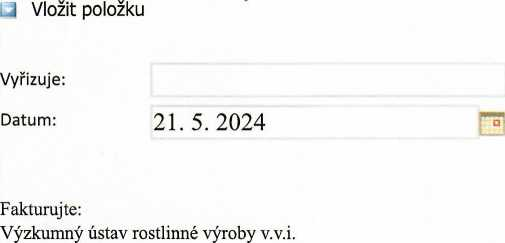 Vložit položku
Vyřizuje:
Datum: 21. 5. 2024
Fakturujte:
Výzkumný ústav rostlinné výroby v.v.i.